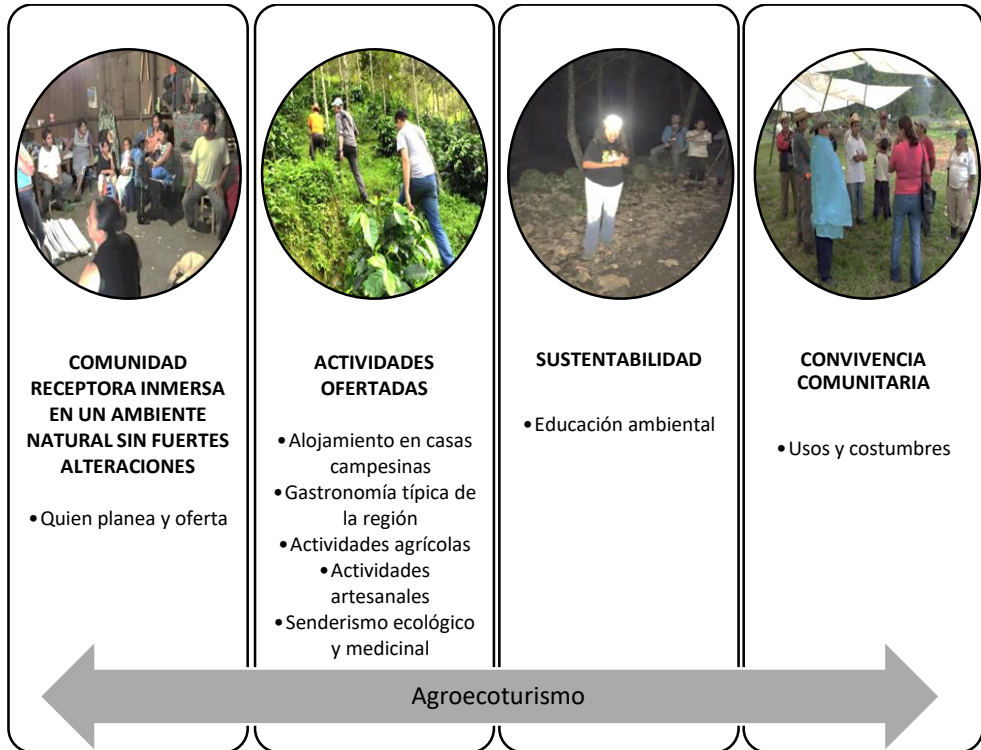 COMUNIDAD
RECEPTORA INMERSA
EN UN AMBIENTE
NATURAL SIN FUERTES
ALTERACIONES
•Quien planea y oferta
ACTIVIDADES
OFERTADAS
•Alojamiento en casas
campesinas
•Gastronomía típica de
la región
•Actividades agrícolas
•Actividades
artesanales
•Senderismo ecológico
y medicinal
SUSTENTABILIDAD
•Educación ambiental
CONVIVENCIA
COMUNITARIA
•Usos y costumbres
Agroecoturismo